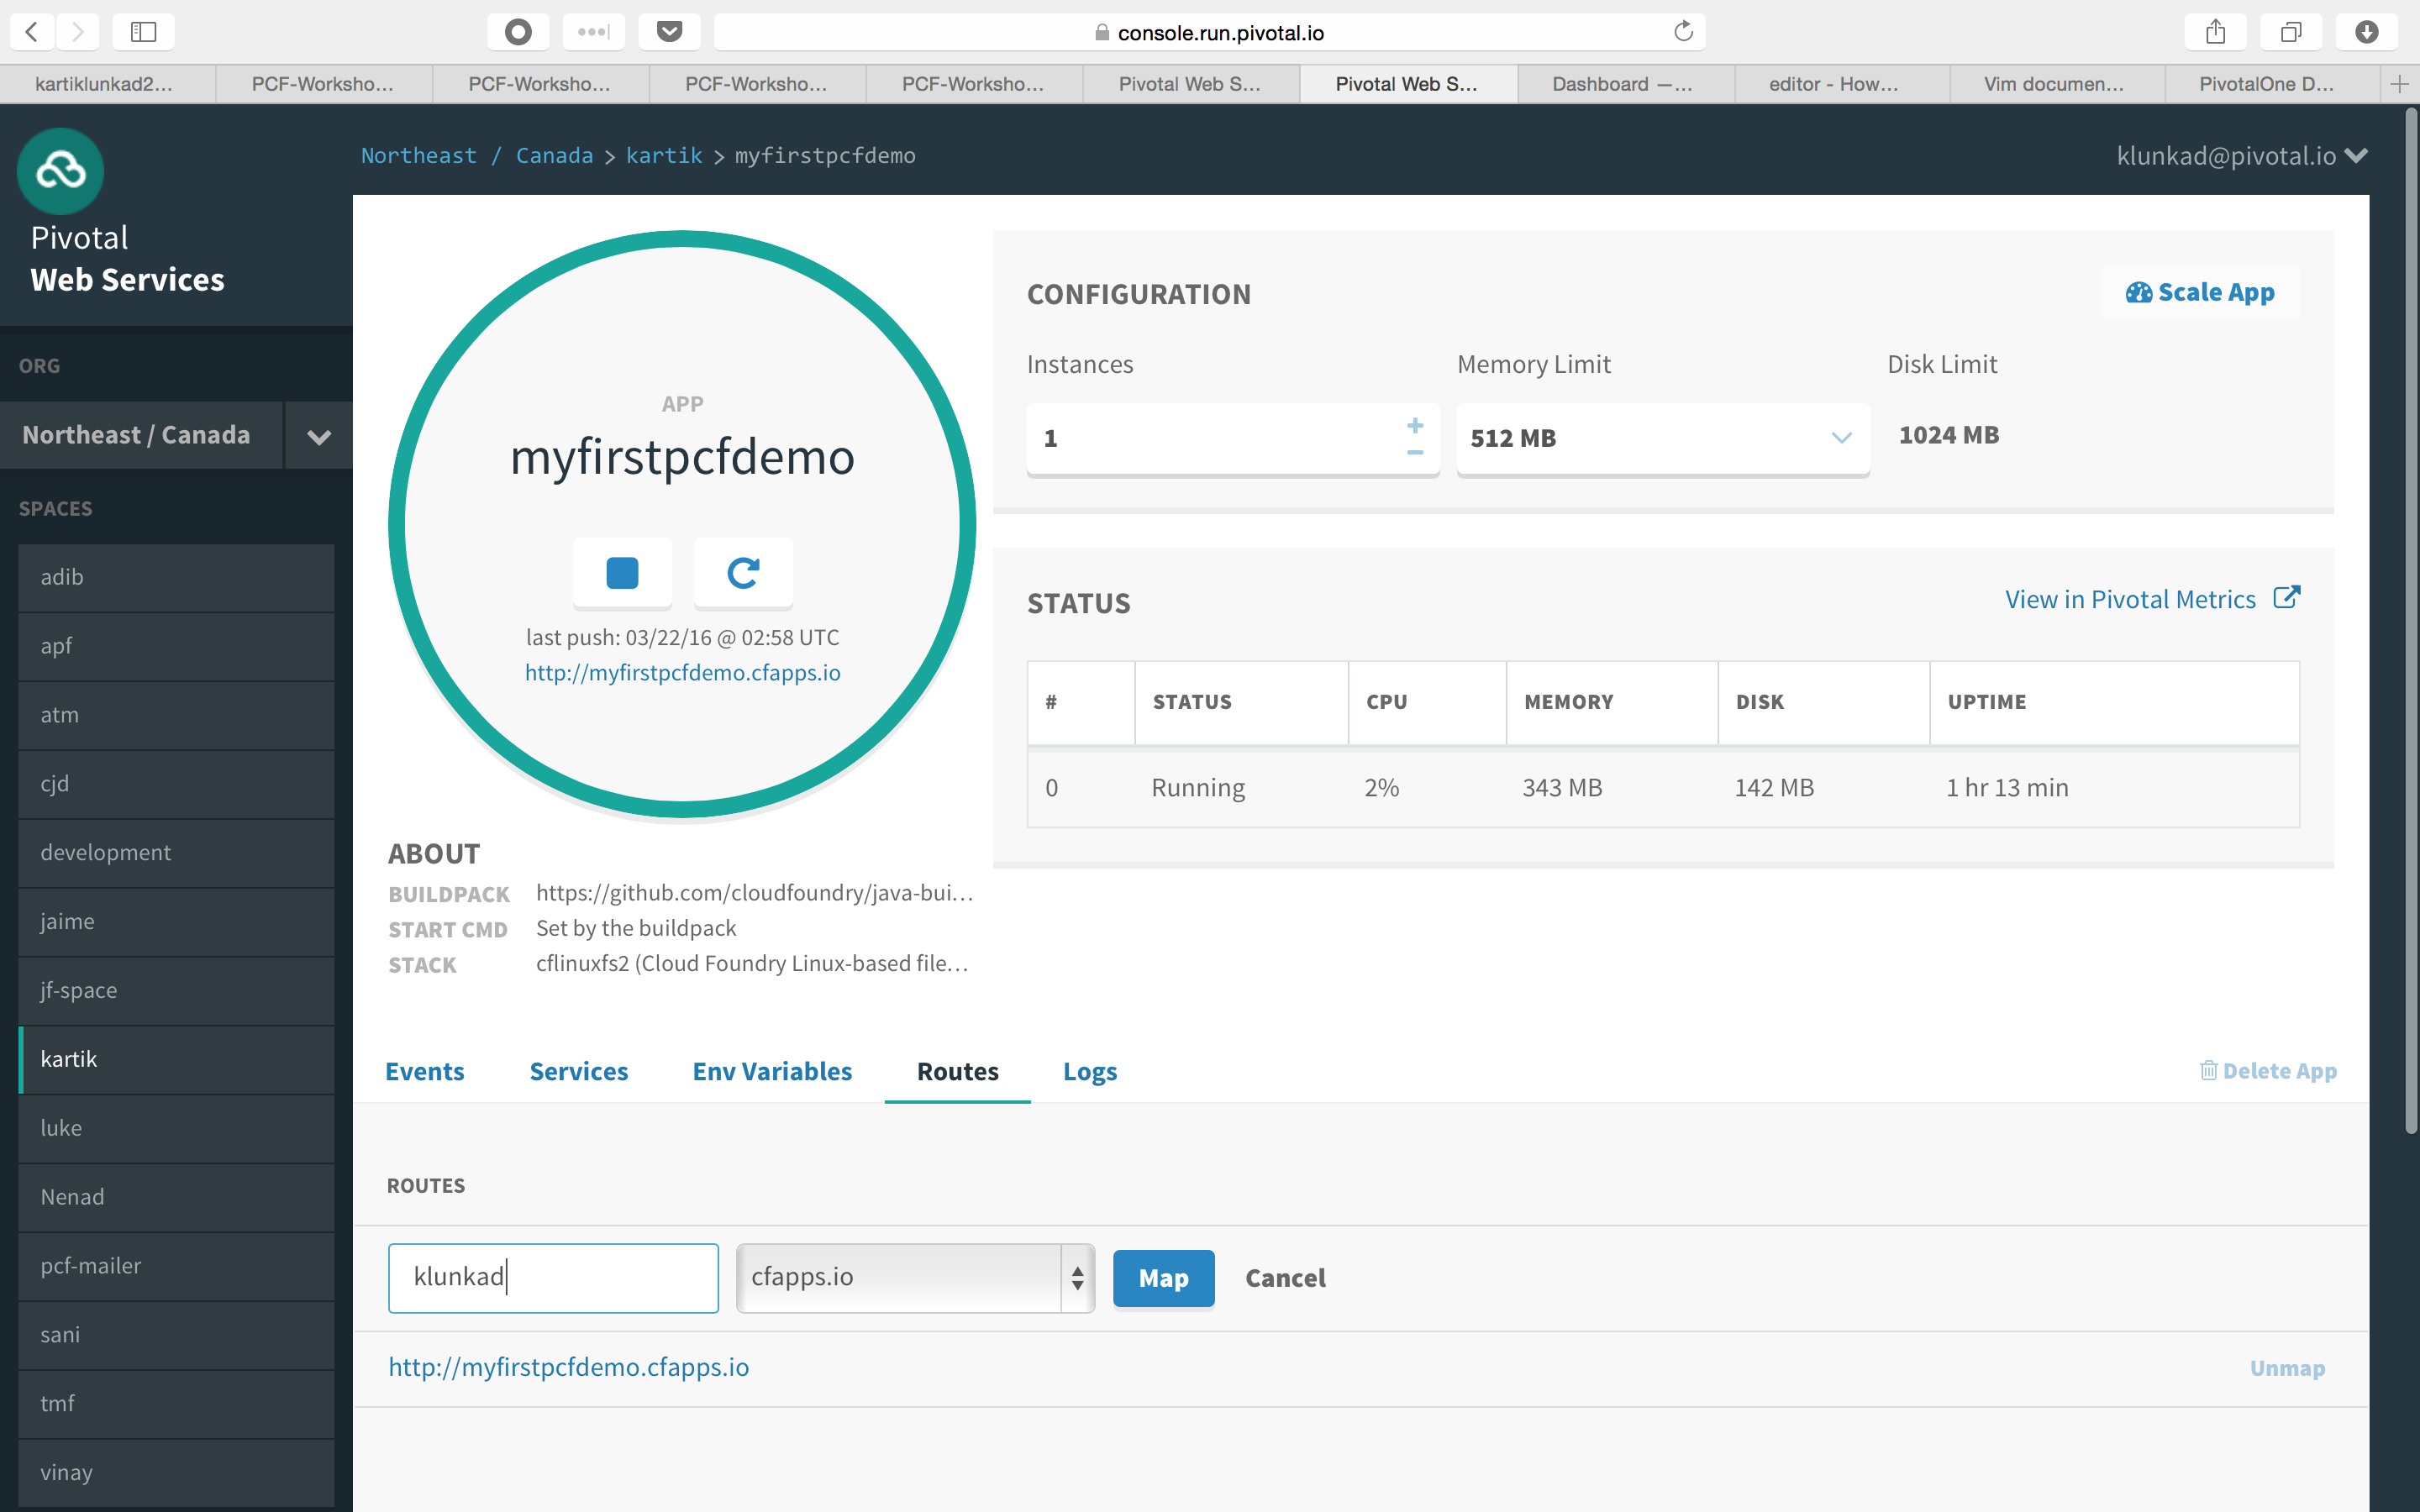 console.run.pivotal.io
kartiklunkad2...
PCF-Worksho...
PCF-Worksho...
PCF-Worksho...
PCF-Worksho...
Pivotal Web S...
Pivotal Web S...
Dashboard —...
editor - How...
Vim documen...
PivotalOne D...
Pivotal
Web Services
Northeast / Canada > kartik > myfirstpcfdemo
klunkad@pivotal.io
ORG
Northeast / Canada
SPACES
adib
apf
atm
cjd
development
jaime
jf-space
kartik
luke
Nenad
pcf-mailer
sani
tmf
vinay
APP
myfirstpcfdemo
last push: 03/22/16 @ 02:58 UTC
http://myfirstpcfdemo.cfapps.io
CONFIGURATION
Scale App
Instances
Memory Limit
Disk Limit
1
512 MB
1024 MB
STATUS
View in Pivotal Metrics
# STATUS CPU MEMORY DISK UPTIME
0 Running 2% 343 MB 142 MB 1 hr 13 min
ABOUT
BUILDPACK https://github.com/cloudfoundry/java-bui...
START CMD Set by the buildpack
STACK cflinuxfs2 (Cloud Foundry Linux-based file...
Events
Services
Env Variables
Routes
Logs
Delete App
ROUTES
klunkad
cfapps.io
Map
Cancel
http://myfirstpcfdemo.cfapps.io
Unmap